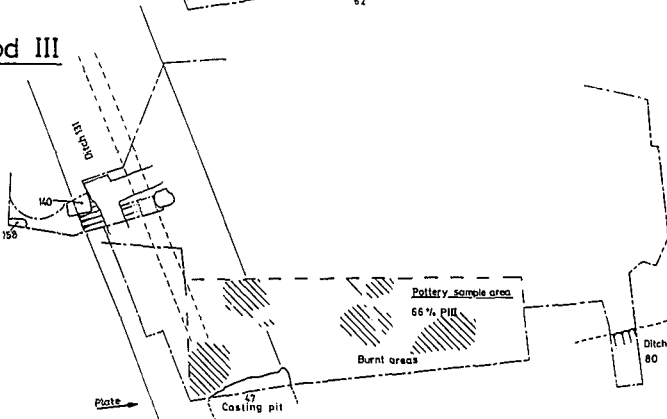 62
od III
Ditch 131
140
158
Pottery sample area
66% PIII
Burnt areas
Ditch
80
47
Casting pit
Plate